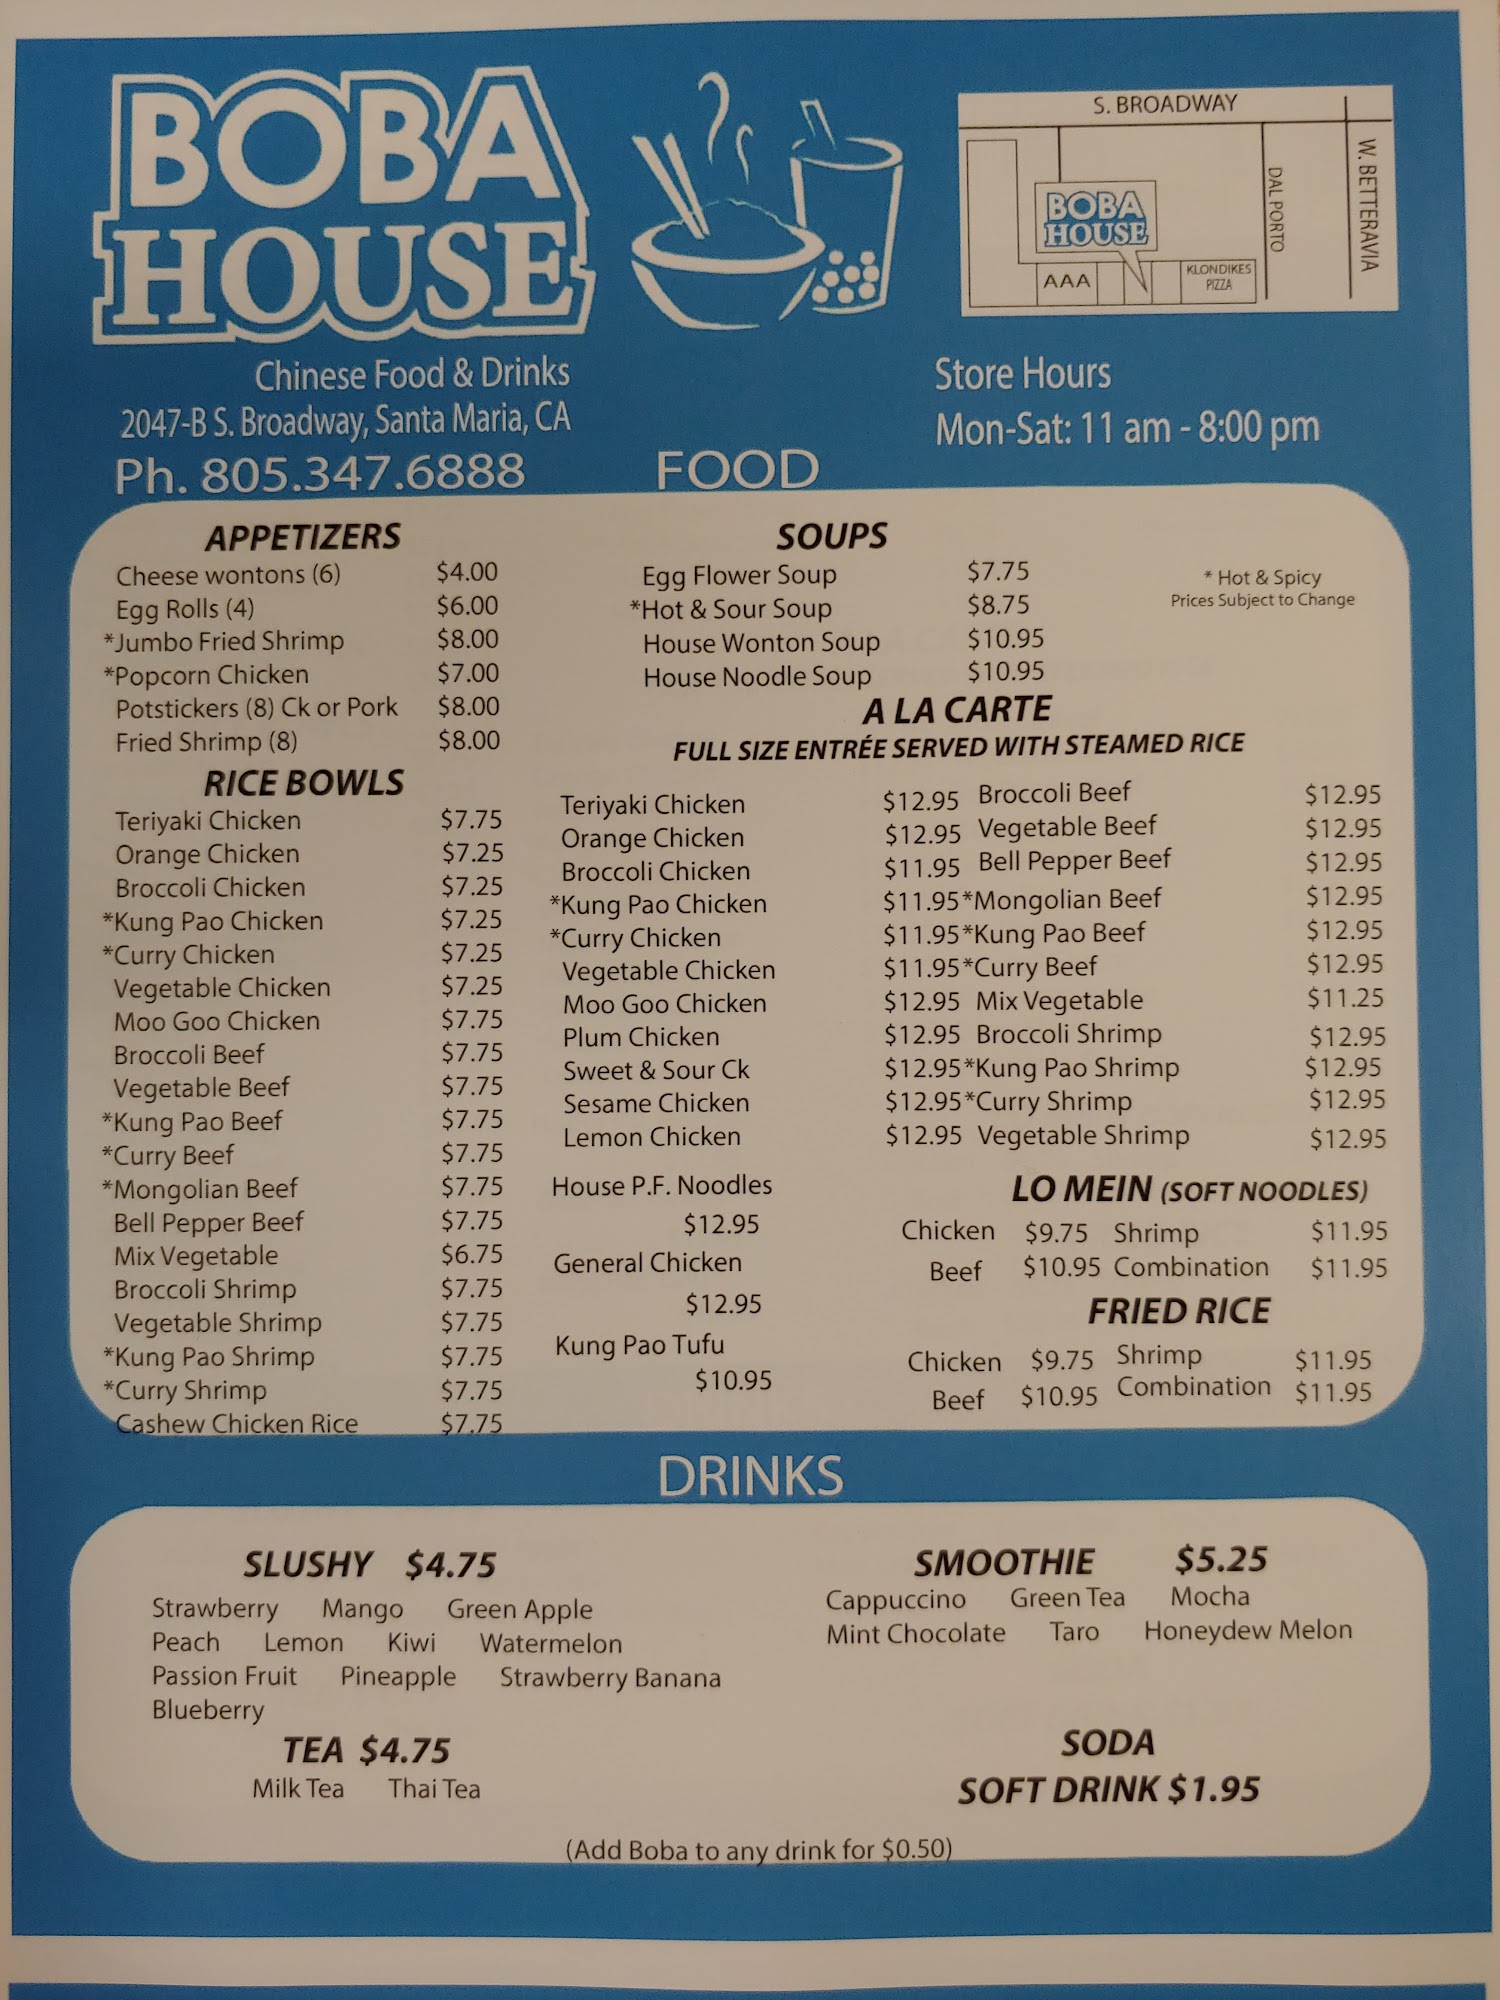 BOBA
HOUSE
S. BROADWAY
BOBA
HOUSE
DAL PORTO
W. BETTERAVIA
AAA
KLONDIKES
PIZZA
Chinese Food & Drinks
2047-B S. Broadway, Santa Maria, CA
Ph. 805.347.6888
Store Hours
Mon-Sat: 11 am - 8:00 pm
FOOD
APPETIZERS
Cheese wontons (6) $4.00
Egg Rolls (4) $6.00
*Jumbo Fried Shrimp $8.00
*Popcorn Chicken $7.00
Potstickers (8) Ck or Pork $8.00
Fried Shrimp (8) $8.00
RICE BOWLS
Teriyaki Chicken $7.75
Orange Chicken $7.25
Broccoli Chicken $7.25
*Kung Pao Chicken $7.25
*Curry Chicken $7.25
Vegetable Chicken $7.25
Moo Goo Chicken $7.75
Broccoli Beef $7.75
Vegetable Beef $7.75
*Kung Pao Beef $7.75
*Curry Beef $7.75
*Mongolian Beef $7.75
Bell Pepper Beef $7.75
Mix Vegetable $6.75
Broccoli Shrimp $7.75
Vegetable Shrimp $7.75
*Kung Pao Shrimp $7.75
*Curry Shrimp $7.75
Cashew Chicken Rice $7.75
SOUPS
Egg Flower Soup $7.75
*Hot & Sour Soup $8.75
House Wonton Soup $10.95
House Noodle Soup $10.95
* Hot & Spicy
Prices Subject to Change
A LA CARTE
FULL SIZE ENTRÉE SERVED WITH STEAMED RICE
Teriyaki Chicken $12.95
Orange Chicken $12.95
Broccoli Chicken $11.95
*Kung Pao Chicken $11.95
*Curry Chicken $11.95
Vegetable Chicken $11.95
Moo Goo Chicken $12.95
Plum Chicken $12.95
Sweet & Sour Ck $12.95
Sesame Chicken $12.95
Lemon Chicken $12.95
House P.F. Noodles
$12.95
General Chicken
$12.95
Kung Pao Tufu
$10.95
Broccoli Beef $12.95
Vegetable Beef $12.95
Bell Pepper Beef $12.95
*Mongolian Beef $12.95
*Kung Pao Beef $12.95
*Curry Beef $12.95
Mix Vegetable $11.25
Broccoli Shrimp $12.95
*Kung Pao Shrimp $12.95
*Curry Shrimp $12.95
Vegetable Shrimp $12.95
LO MEIN (SOFT NOODLES)
Chicken $9.75 Shrimp $11.95
Beef $10.95 Combination $11.95
FRIED RICE
Chicken $9.75 Shrimp $11.95
Beef $10.95 Combination $11.95
DRINKS
SLUSHY $4.75
Strawberry Mango Green Apple
Peach Lemon Kiwi Watermelon
Passion Fruit Pineapple Strawberry Banana
Blueberry
TEA $4.75
Milk Tea Thai Tea
SMOOTHIE $5.25
Cappuccino Green Tea Mocha
Mint Chocolate Taro Honeydew Melon
SODA
SOFT DRINK $1.95
(Add Boba to any drink for $0.50)